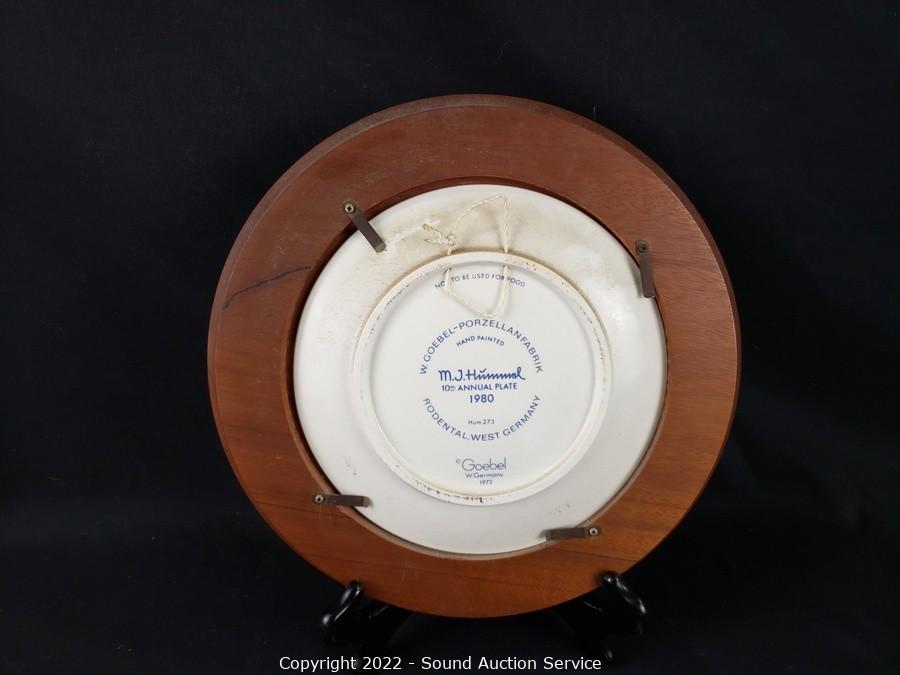 NOT TO BE USED FOR FOOD
W. GOEBEL-PORZELLANFABRIK
HAND PAINTED
M.J.Hümmel
10TH ANNUAL PLATE
1980
Hum 273
RÖDENTAL, WEST GERMANY
© Goebel
W.Germany
1972
Copyright 2022 - Sound Auction Service